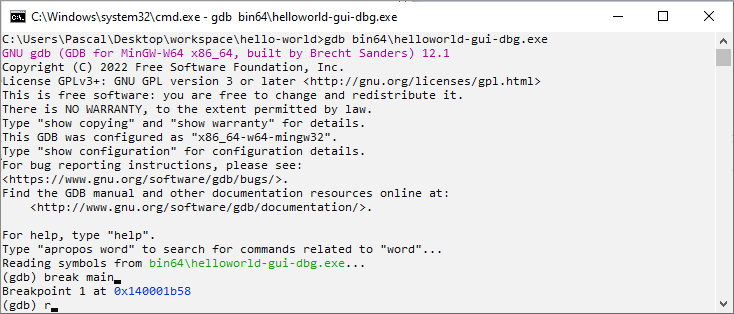 C:\Windows\system32\cmd.exe - gdb  bin64\helloworld-gui-dbg.exe
C:\Users\Pascal\Desktop\workspace\hello-world>gdb bin64\helloworld-gui-dbg.exe
GNU gdb (GDB for MinGW-W64 x86_64, built by Brecht Sanders) 12.1
Copyright (C) 2022 Free Software Foundation, Inc.
License GPLv3+: GNU GPL version 3 or later <http://gnu.org/licenses/gpl.html>
This is free software: you are free to change and redistribute it.
There is NO WARRANTY, to the extent permitted by law.
Type "show copying" and "show warranty" for details.
This GDB was configured as "x86_64-w64-mingw32".
Type "show configuration" for configuration details.
For bug reporting instructions, please see:
<https://www.gnu.org/software/gdb/bugs/>.
Find the GDB manual and other documentation resources online at:
    <http://www.gnu.org/software/gdb/documentation/>.

For help, type "help".
Type "apropos word" to search for commands related to "word"...
Reading symbols from bin64\helloworld-gui-dbg.exe...
(gdb) break main
Breakpoint 1 at 0x140001b58
(gdb) r